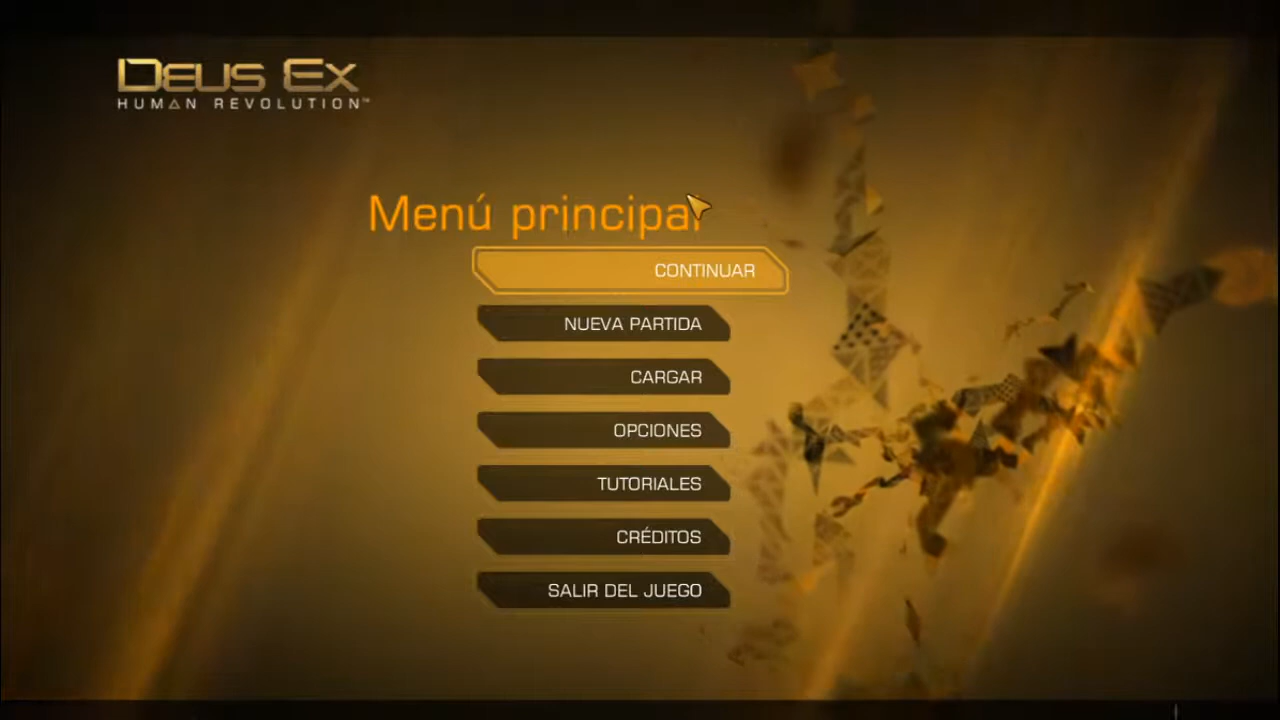 DEUS EX
HUMAN REVOLUTION™
Menú principal
CONTINUAR
NUEVA PARTIDA
CARGAR
OPCIONES
TUTORIALES
CRÉDITOS
SALIR DEL JUEGO